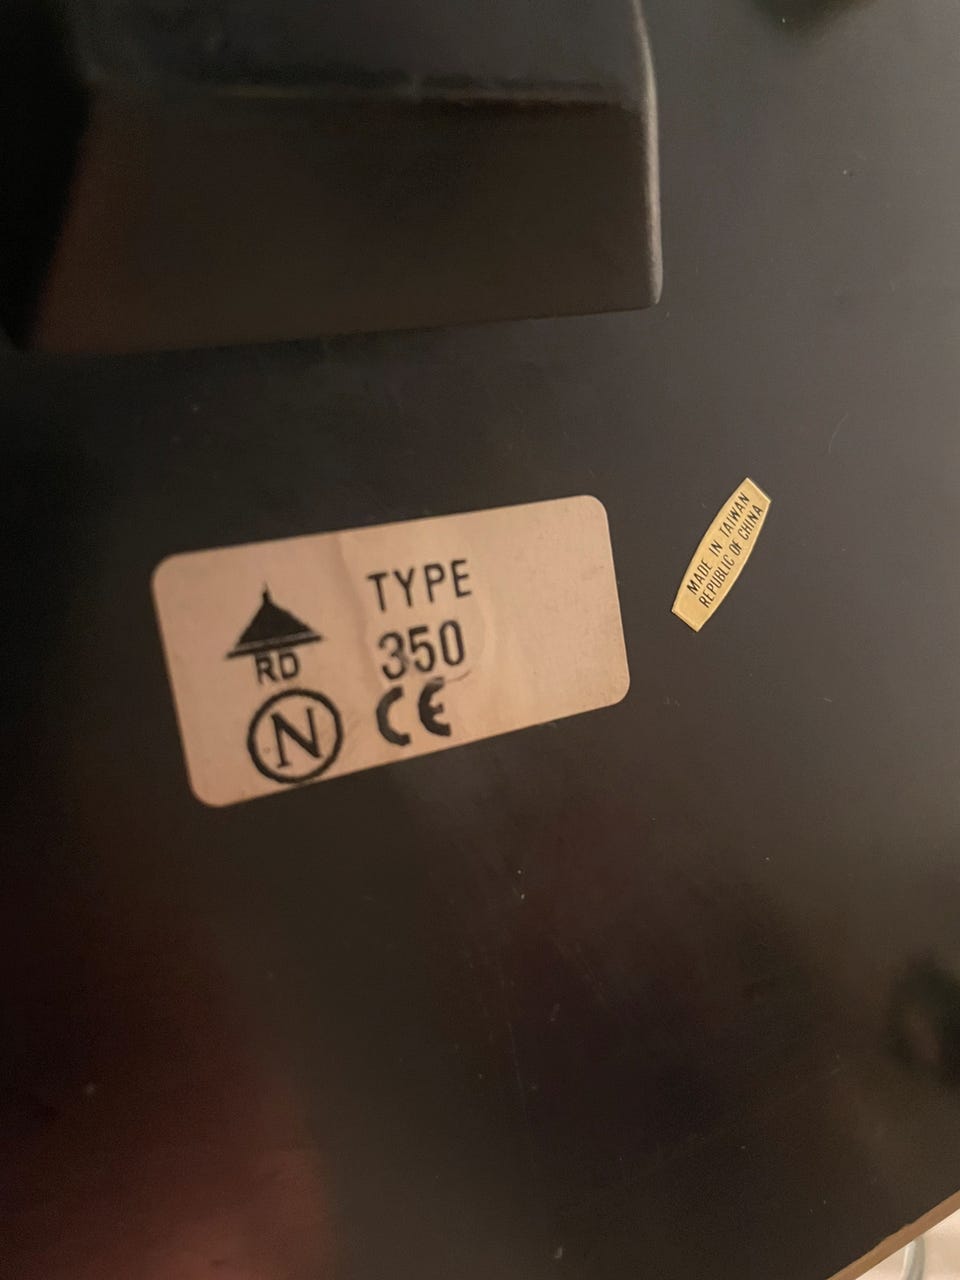 TYPE
350
RD
N
CE
MADE IN TAIWAN
REPUBLIC OF CHINA